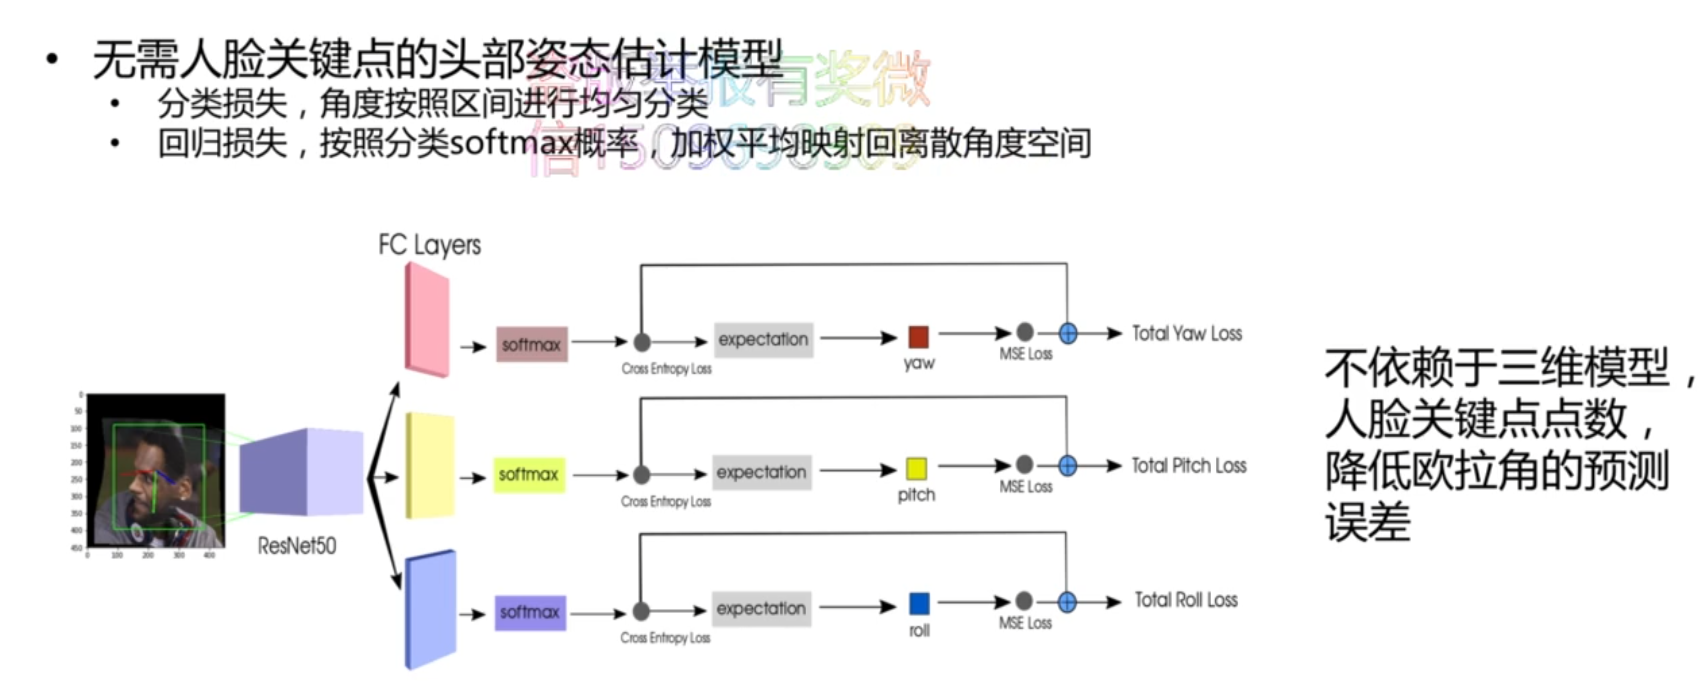 • 无需人脸关键点的头部姿态估计模型
• 分类损失，角度按照区间进行均匀分类
• 回归损失，按照分类softmax概率，加权平均映射回离散角度空间
盗版举报有奖微
FC Layers
softmax
Cross Entropy Loss
expectation
yaw
MSE Loss
Total Yaw Loss
不依赖于三维模型，
人脸关键点点数，
降低欧拉角的预测
误差
0
50
100
150
200
250
300
350
400
450
0 100 200 300 400
ResNet50
softmax
Cross Entropy Loss
expectation
pitch
MSE Loss
Total Pitch Loss
softmax
Cross Entropy Loss
expectation
roll
MSE Loss
Total Roll Loss